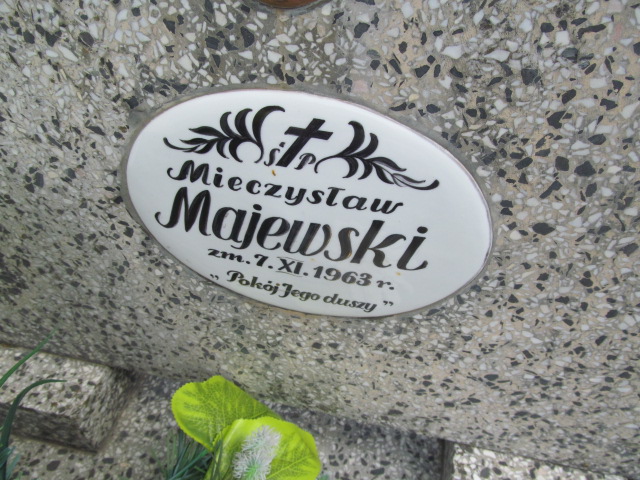 Ś P
Mieczysław
Majewski
zm. 7. XI. 1963 r.
„Pokój Jego duszy”